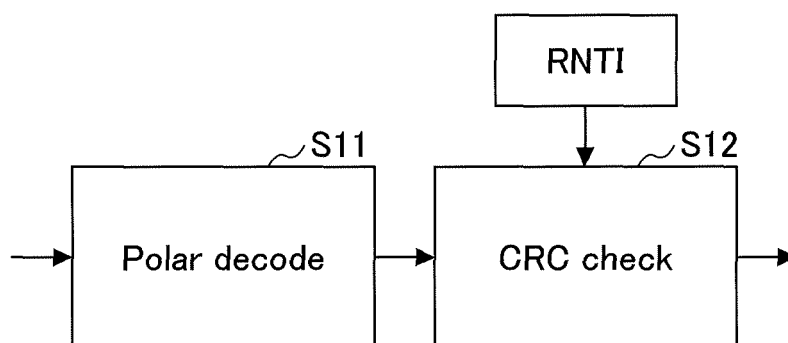 RNTI
S11
S12
Polar decode
CRC check